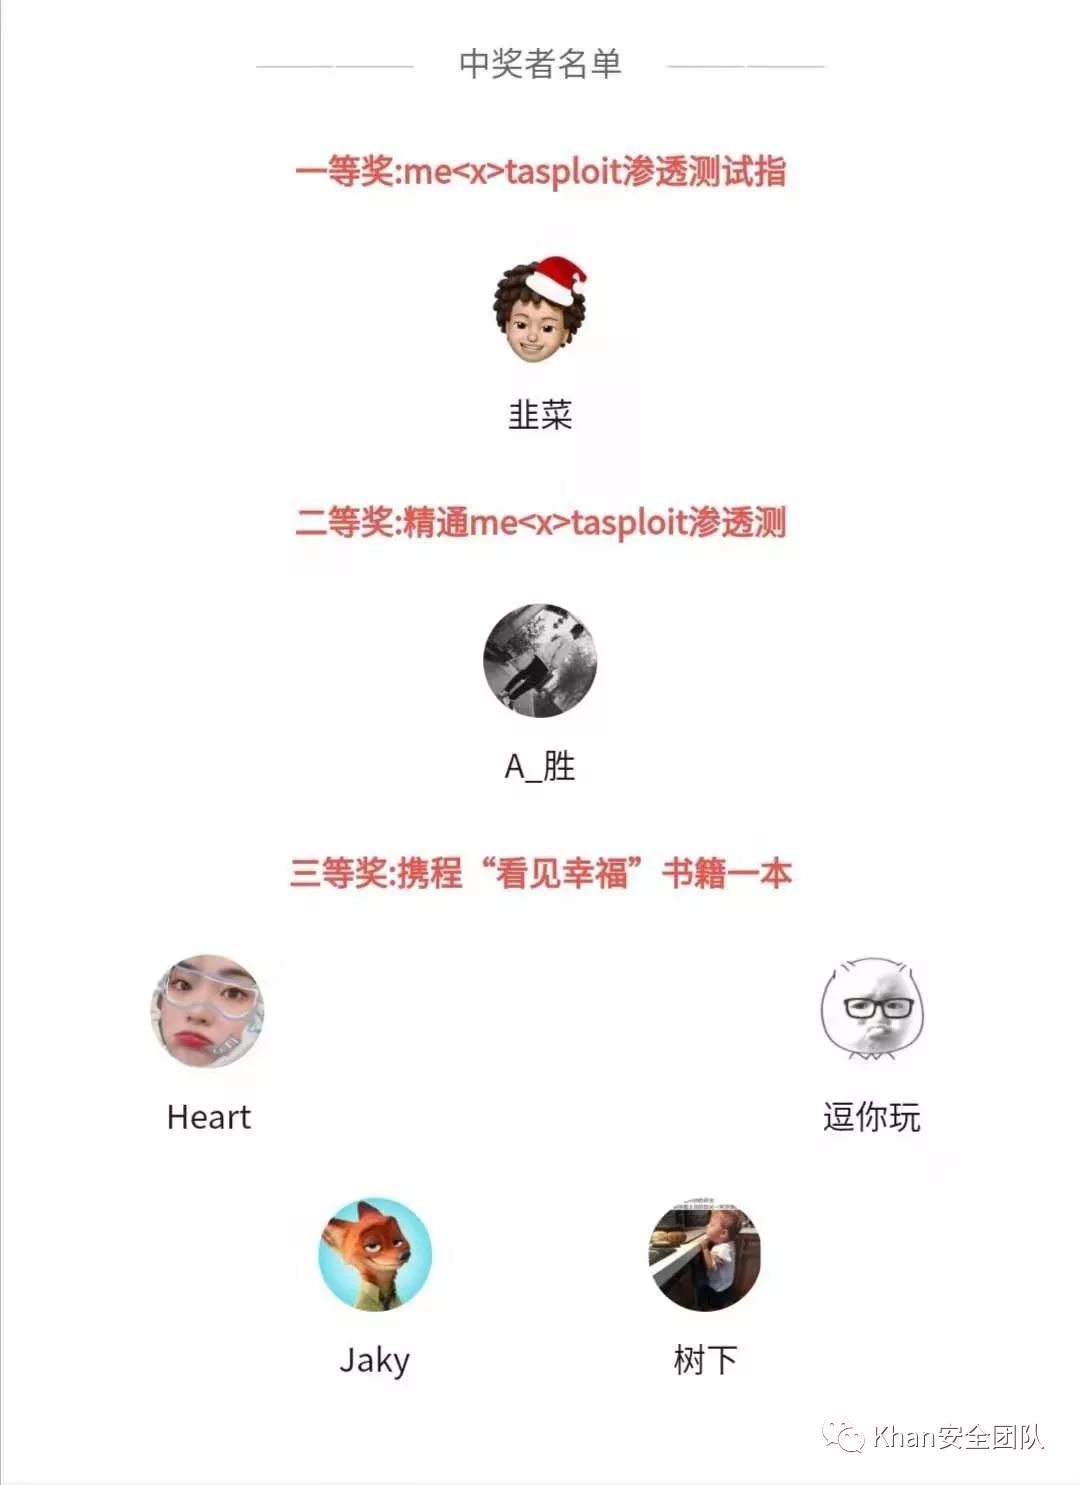 中奖者名单
一等奖:me<x>tasploit渗透测试指
韭菜
二等奖:精通me<x>tasploit渗透测
A_胜
三等奖:携程“看见幸福”书籍一本
Heart
逗你玩
Jaky
树下
Khan安全团队